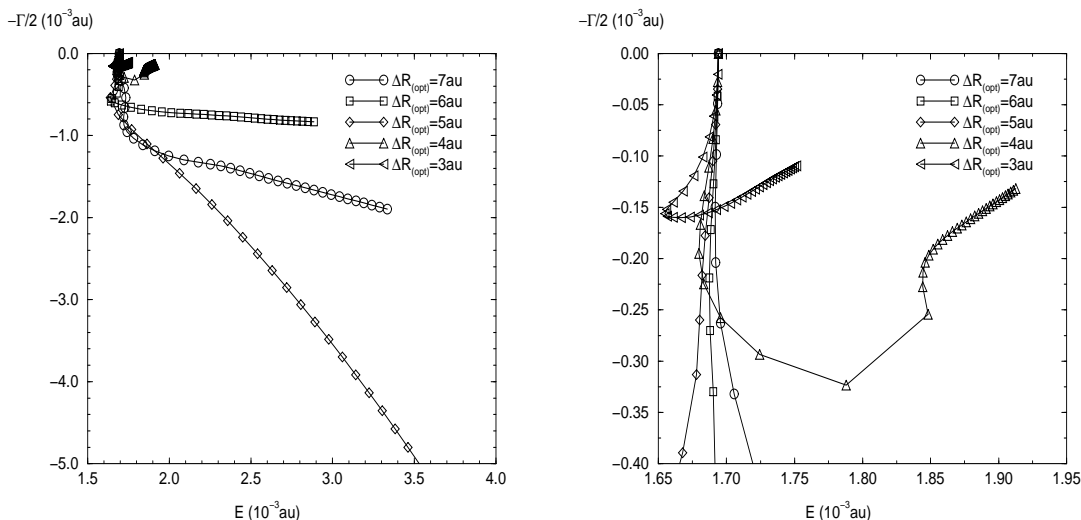 −Γ/2 (10⁻³au)
0.0
−1.0
−2.0
−3.0
−4.0
−5.0
1.5 2.0 2.5 3.0 3.5 4.0
E (10⁻³au)
ΔR(opt)=7au
ΔR(opt)=6au
ΔR(opt)=5au
ΔR(opt)=4au
ΔR(opt)=3au
−Γ/2 (10⁻³au)
0.00
−0.05
−0.10
−0.15
−0.20
−0.25
−0.30
−0.35
−0.40
1.65 1.70 1.75 1.80 1.85 1.90 1.95
E (10⁻³au)
ΔR(opt)=7au
ΔR(opt)=6au
ΔR(opt)=5au
ΔR(opt)=4au
ΔR(opt)=3au